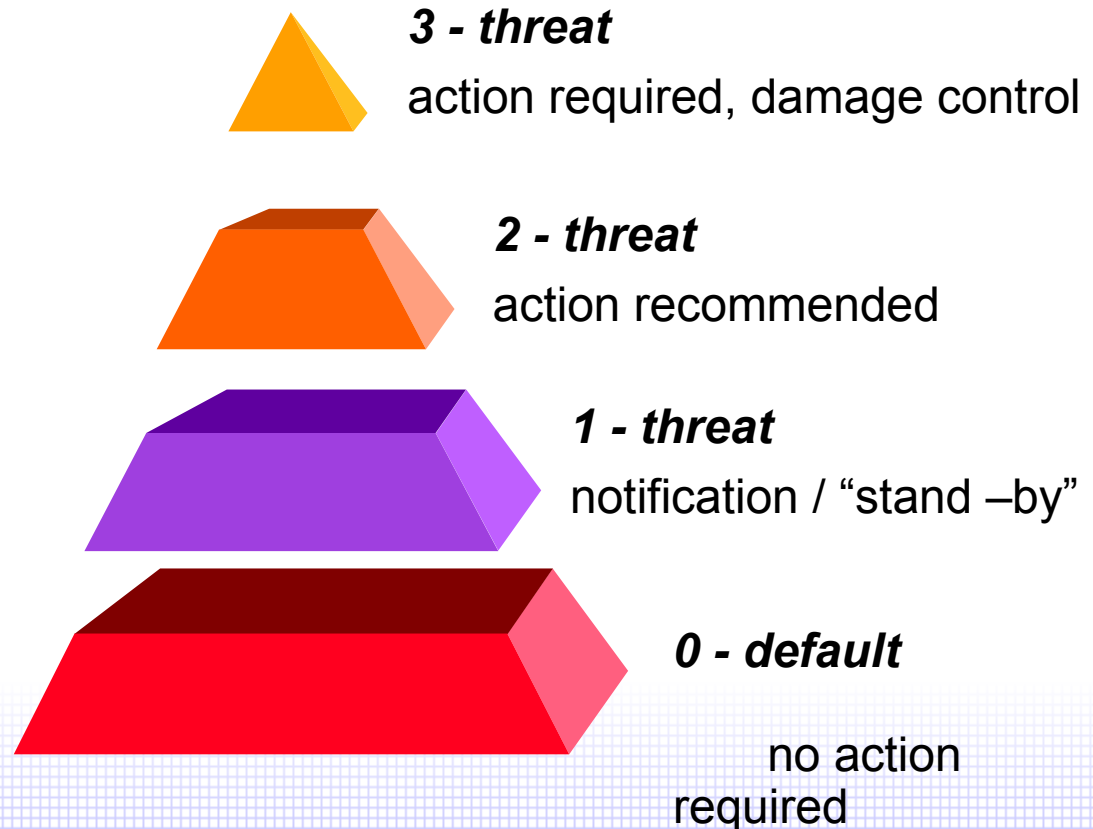 3 - threat
action required, damage control
2 - threat
action recommended
1 - threat
notification / “stand –by”
0 - default
no action
required